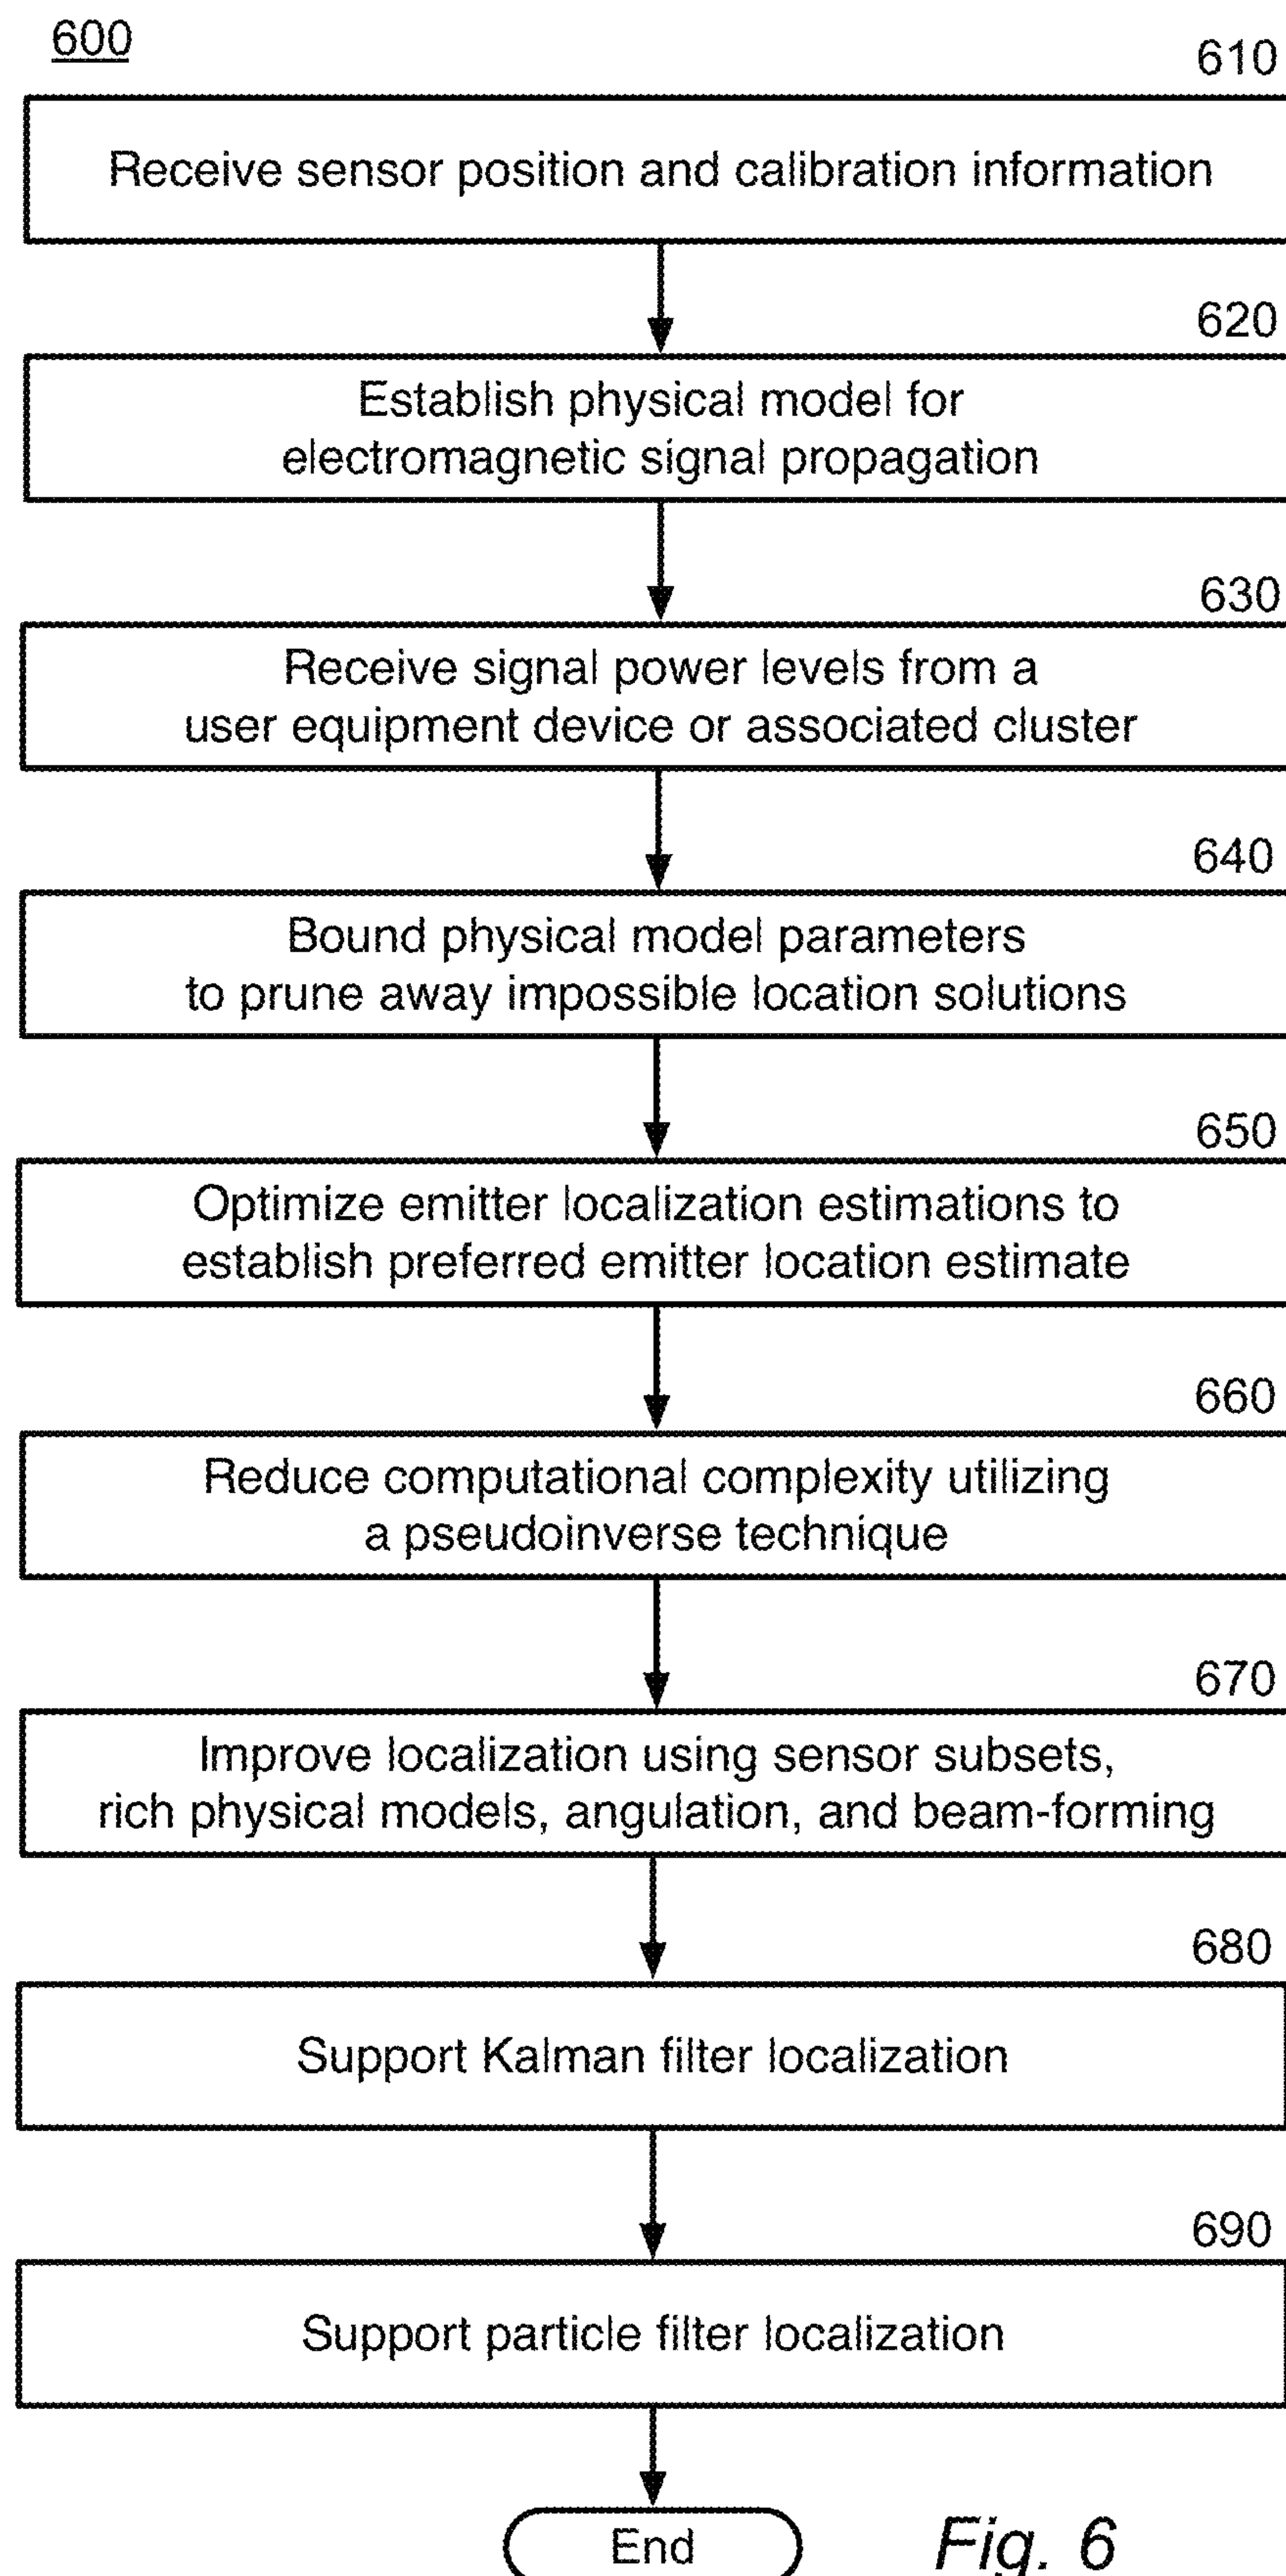 600
610
Receive sensor position and calibration information
620
Establish physical model for
electromagnetic signal propagation
630
Receive signal power levels from a
user equipment device or associated cluster
640
Bound physical model parameters
to prune away impossible location solutions
650
Optimize emitter localization estimations to
establish preferred emitter location estimate
660
Reduce computational complexity utilizing
a pseudoinverse technique
670
Improve localization using sensor subsets,
rich physical models, angulation, and beam-forming
680
Support Kalman filter localization
690
Support particle filter localization
End
Fig. 6